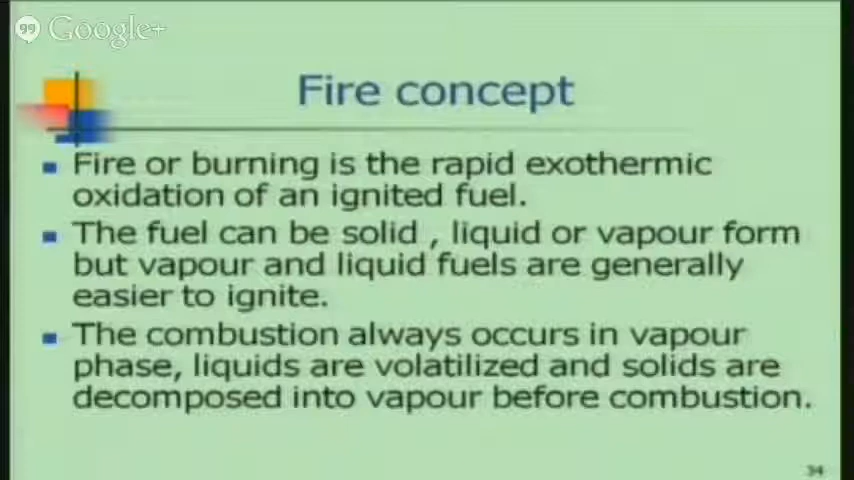 Google+
Fire concept
Fire or burning is the rapid exothermic
oxidation of an ignited fuel.
The fuel can be solid , liquid or vapour form
but vapour and liquid fuels are generally
easier to ignite.
The combustion always occurs in vapour
phase, liquids are volatilized and solids are
decomposed into vapour before combustion.
34